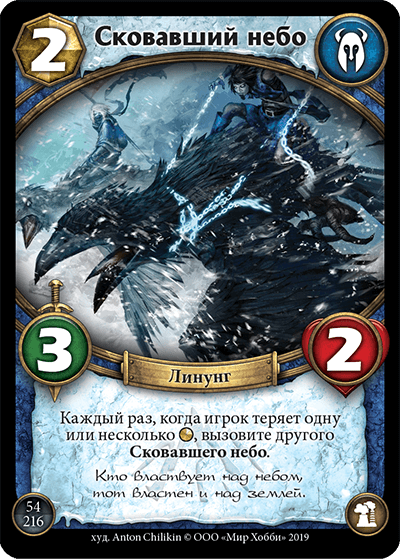 2
Сковавший небо
3
2
Линунг
Каждый раз, когда игрок теряет одну
или несколько , вызовите другого
Сковавшего небо.
Кто властвует над небом,
тот властен и над землей.
54
216
худ. Anton Chilikin © ООО «Мир Хобби» 2019